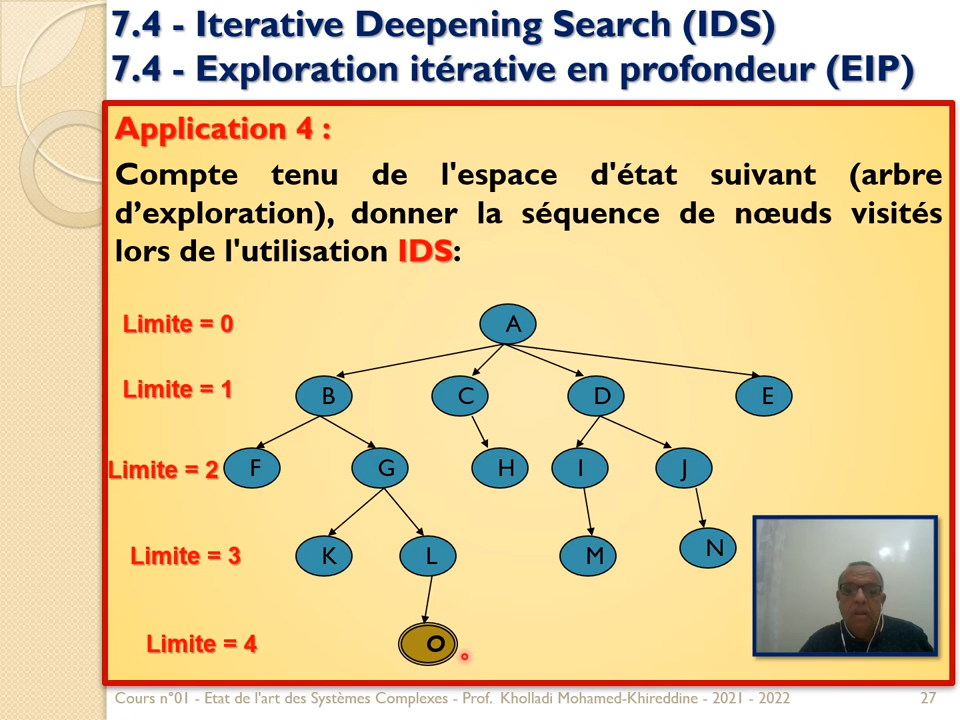 7.4 - Iterative Deepening Search (IDS)
7.4 - Exploration itérative en profondeur (EIP)
Application 4 :
Compte tenu de l'espace d'état suivant (arbre
d’exploration), donner la séquence de nœuds visités
lors de l'utilisation IDS:
Limite = 0
A
Limite = 1
B C D E
Limite = 2
F G H I J
Limite = 3
K L M N
Limite = 4
O
Cours n°01 - Etat de l'art des Systèmes Complexes - Prof. Kholladi Mohamed-Khireddine - 2021 - 2022
27